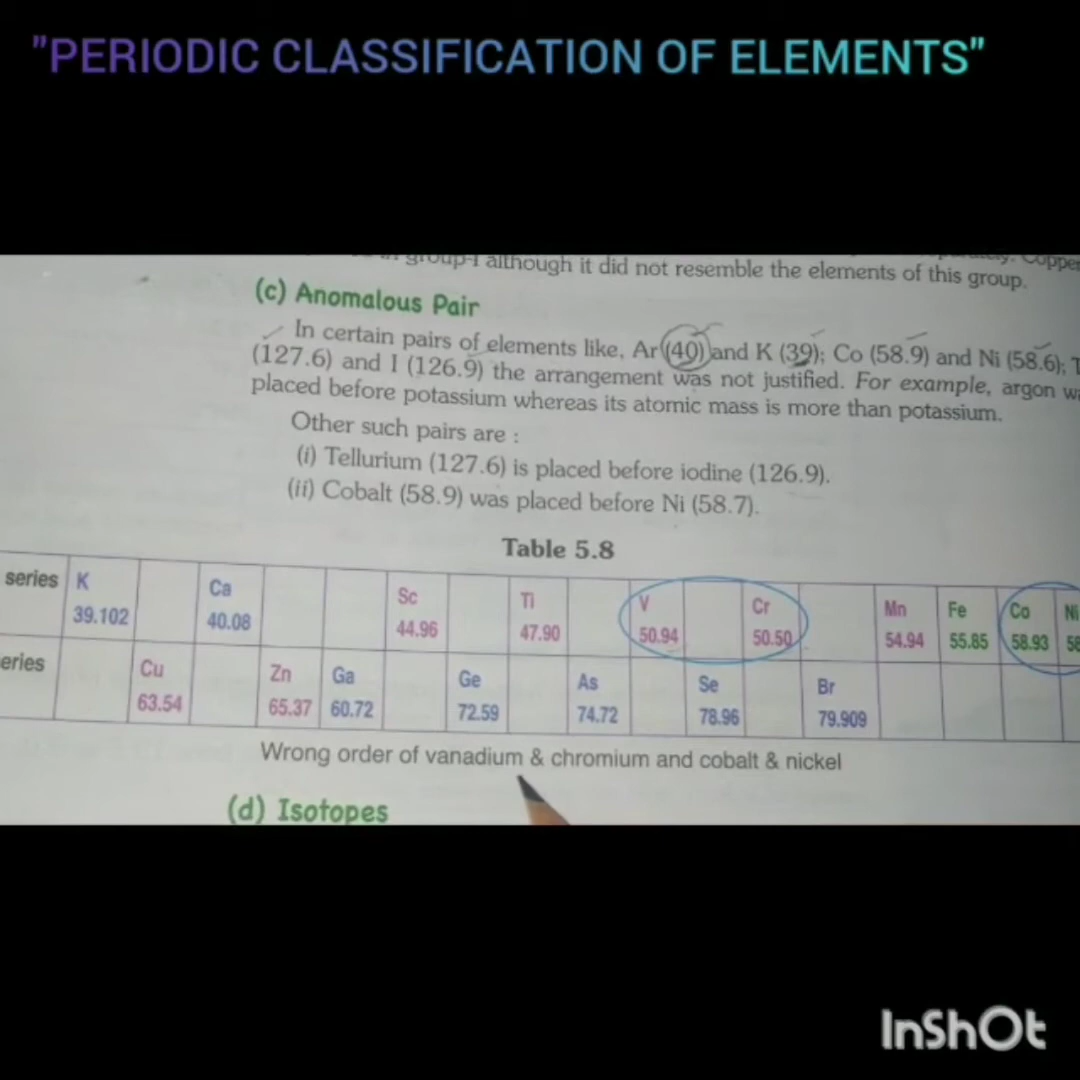 "PERIODIC CLASSIFICATION OF ELEMENTS"
group-I although it did not resemble the elements of this group. Copper
(c) Anomalous Pair
In certain pairs of elements like, Ar (40) and K (39); Co (58.9) and Ni (58.6); T
(127.6) and I (126.9) the arrangement was not justified. For example, argon wa
placed before potassium whereas its atomic mass is more than potassium.
Other such pairs are :
(i) Tellurium (127.6) is placed before iodine (126.9).
(ii) Cobalt (58.9) was placed before Ni (58.7).
Table 5.8
series K Ca Sc Ti V Cr Mn Fe Co Ni
39.102 40.08 44.96 47.90 50.94 50.50 54.94 55.85 58.93 58
eries Cu Zn Ga Ge As Se Br
63.54 65.37 60.72 72.59 74.72 78.96 79.909
Wrong order of vanadium & chromium and cobalt & nickel
(d) Isotopes
InShOt